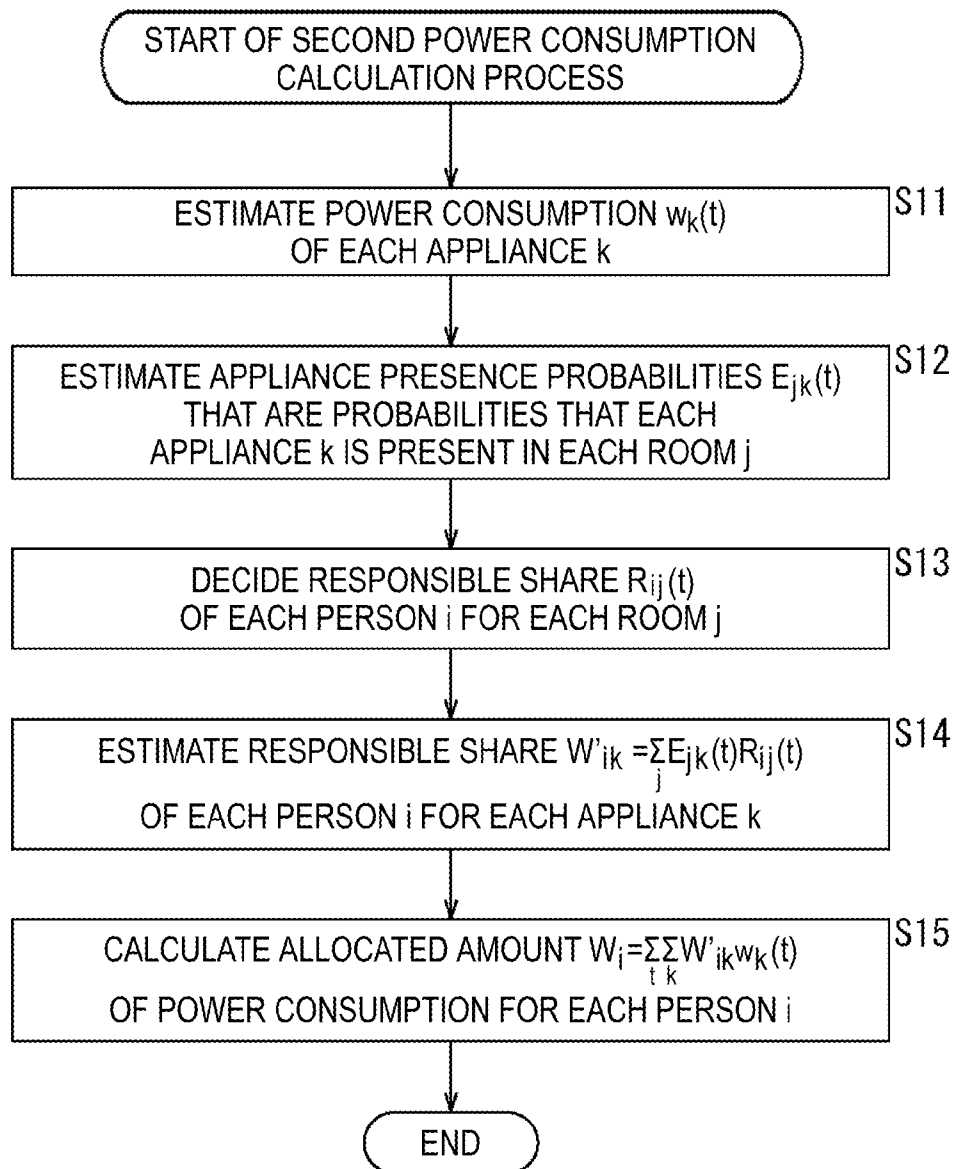 START OF SECOND POWER CONSUMPTION
CALCULATION PROCESS
S11
ESTIMATE POWER CONSUMPTION wk(t)
OF EACH APPLIANCE k
S12
ESTIMATE APPLIANCE PRESENCE PROBABILITIES Ejk(t)
THAT ARE PROBABILITIES THAT EACH
APPLIANCE k IS PRESENT IN EACH ROOM j
S13
DECIDE RESPONSIBLE SHARE Rij(t)
OF EACH PERSON i FOR EACH ROOM j
S14
ESTIMATE RESPONSIBLE SHARE W'ik =ΣEjk(t)Rij(t)
j
OF EACH PERSON i FOR EACH APPLIANCE k
S15
CALCULATE ALLOCATED AMOUNT Wi=ΣΣW'ikwk(t)
t k
OF POWER CONSUMPTION FOR EACH PERSON i
END